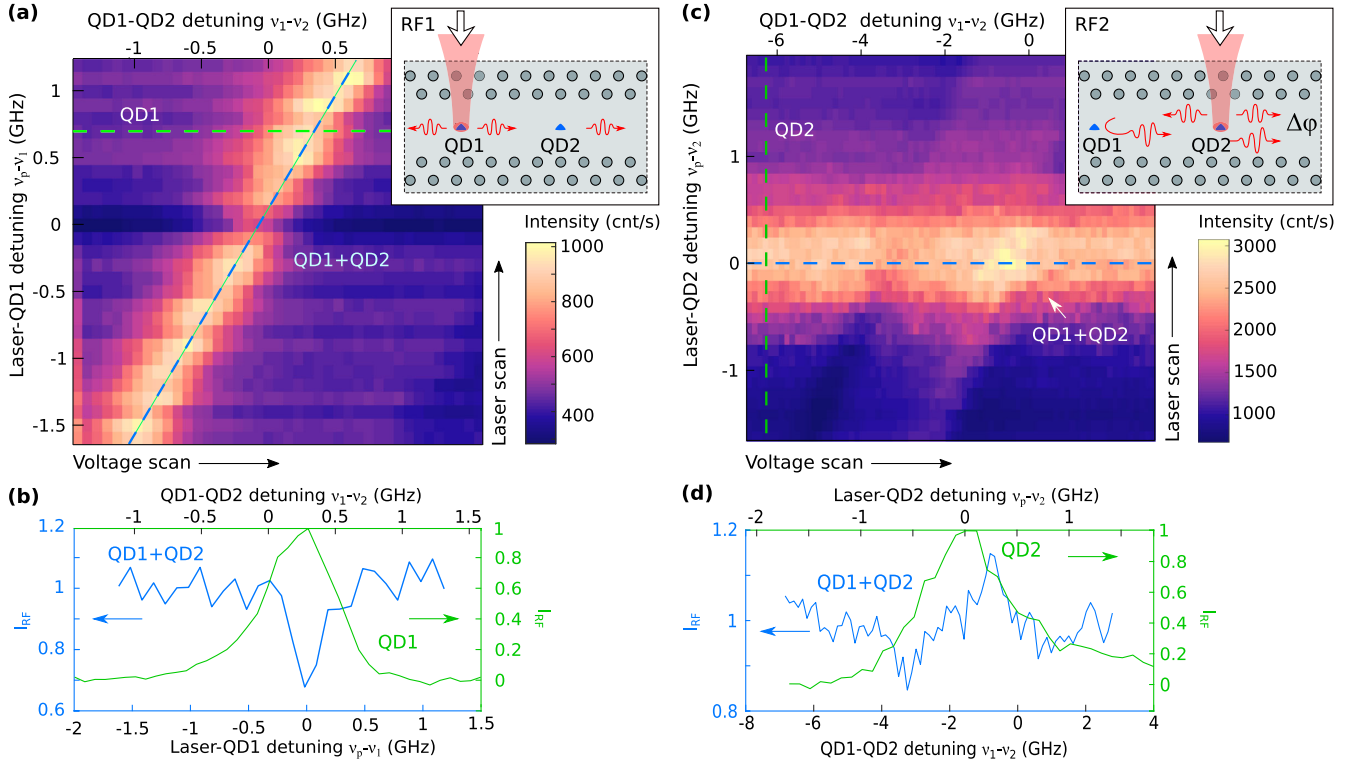 (a)
QD1-QD2 detuning ν₁-ν₂ (GHz)
-1 0 0.5
Laser-QD1 detuning νₚ-ν₁ (GHz)
1
0.5
0
-0.5
-1
-1.5
QD1
QD1+QD2
Voltage scan
Laser scan
RF1
QD1
QD2
Intensity (cnt/s)
1000
800
600
400
(c)
QD1-QD2 detuning ν₁-ν₂ (GHz)
-6 -4 -2 0
Laser-QD2 detuning νₚ-ν₂ (GHz)
1
0
-1
QD2
QD1+QD2
Voltage scan
Laser scan
RF2
QD1
QD2
Δφ
Intensity (cnt/s)
3000
2500
2000
1500
1000
(b)
QD1-QD2 detuning ν₁-ν₂ (GHz)
-1 -0.5 0 0.5 1 1.5
1.2
1
0.8
0.6
I_RF
QD1+QD2
QD1
I_RF
1
0.8
0.6
0.4
0.2
0
-2 -1.5 -1 -0.5 0 0.5 1 1.5
Laser-QD1 detuning νₚ-ν₁ (GHz)
(d)
Laser-QD2 detuning νₚ-ν₂ (GHz)
-2 -1 0 1
1.2
1.0
0.9
0.8
I_RF
QD1+QD2
QD2
I_RF
1
0.8
0.6
0.4
0.2
0
-8 -6 -4 -2 0 2 4
QD1-QD2 detuning ν₁-ν₂ (GHz)